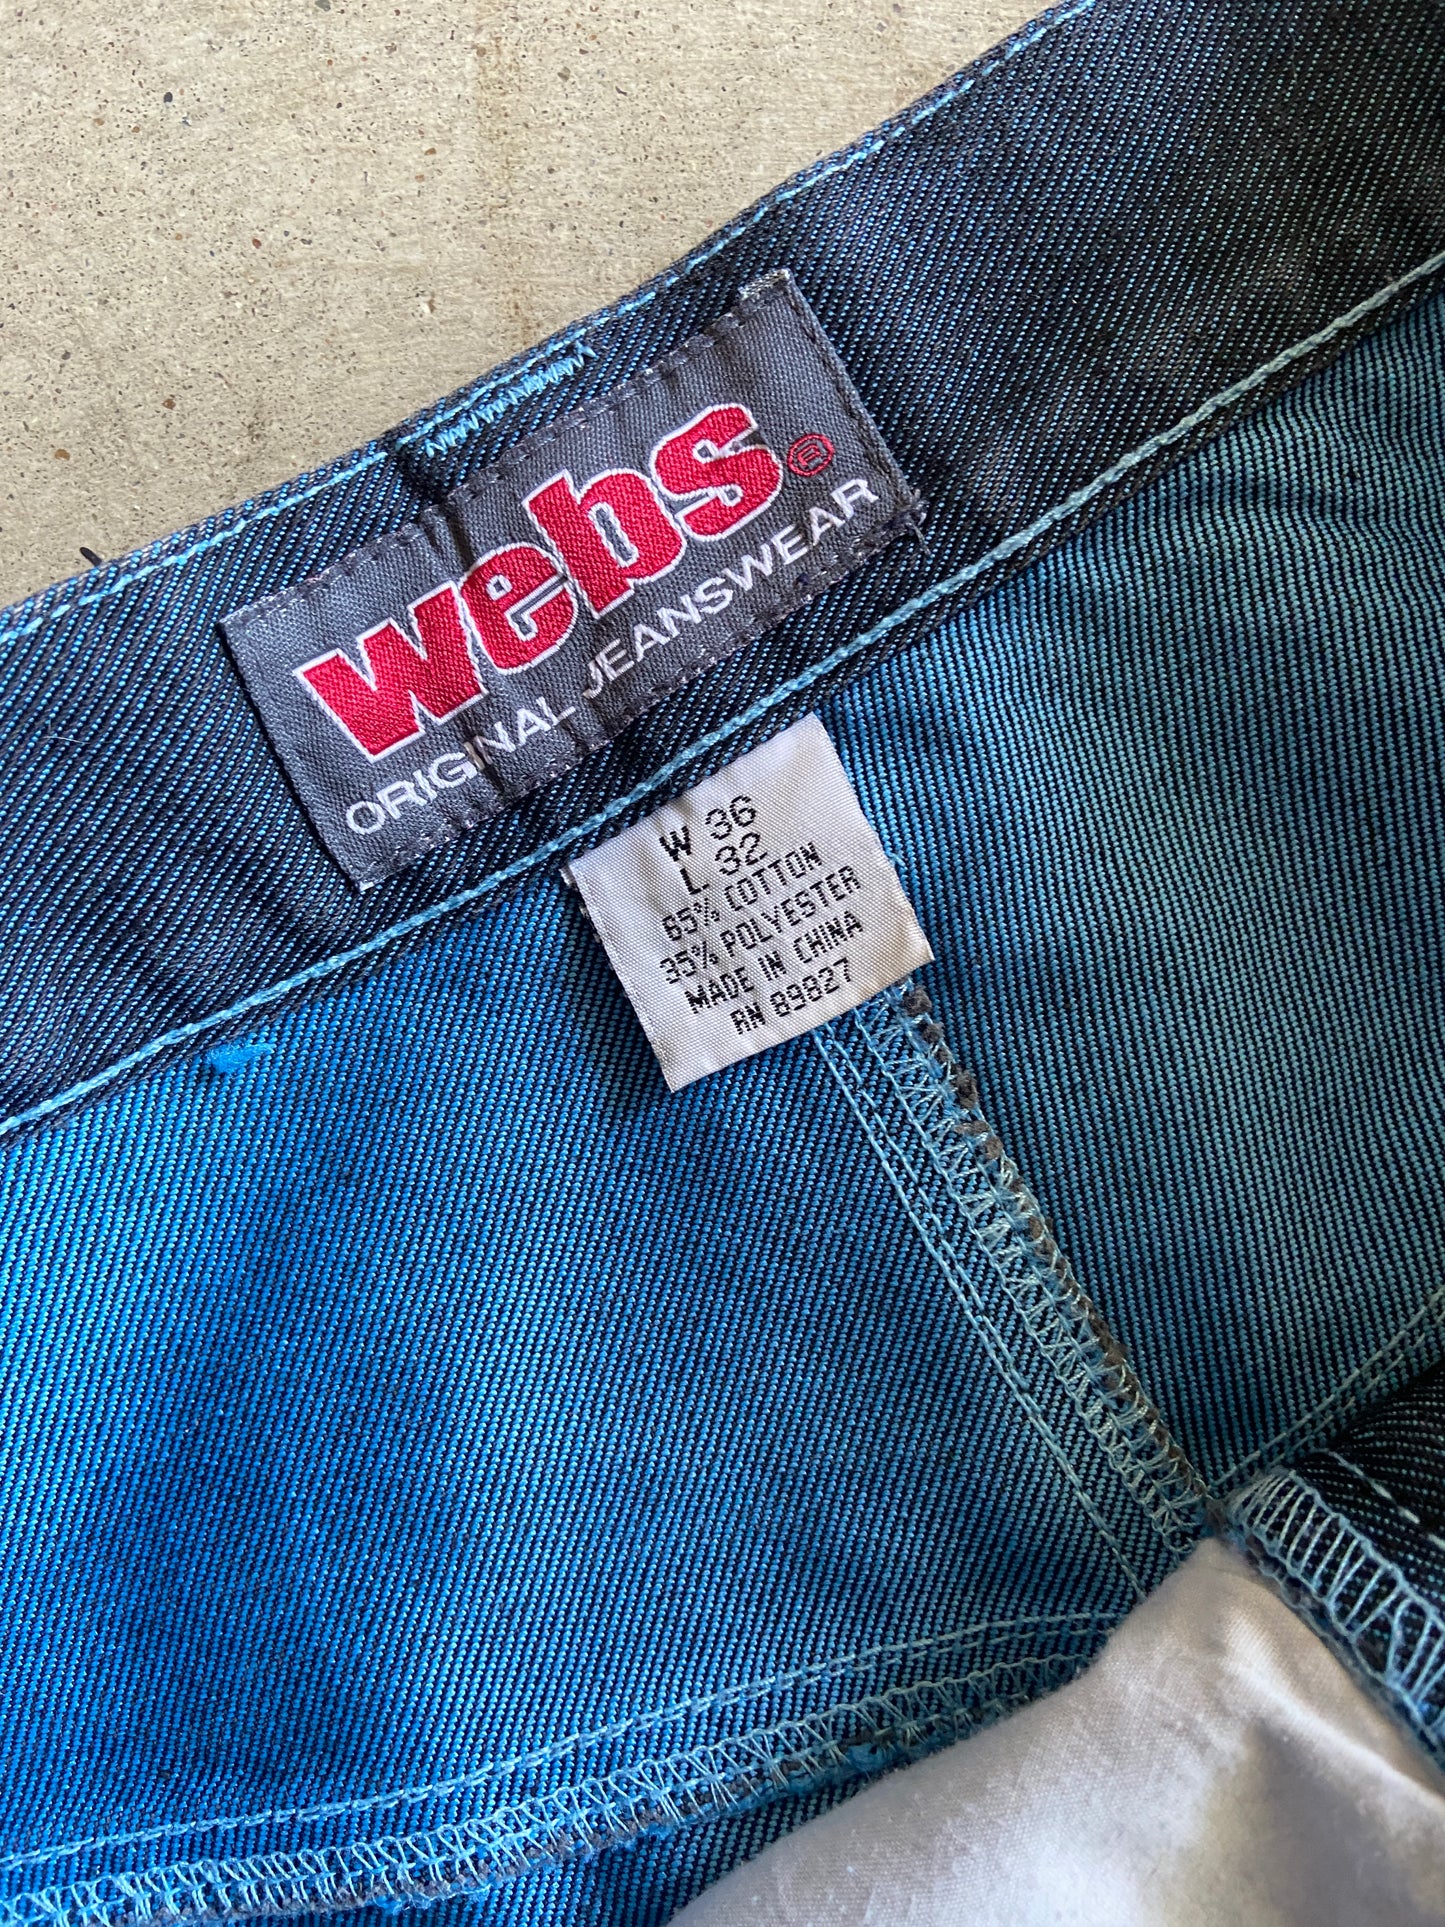 webs®
ORIGINAL JEANSWEAR
W 36
L 32
65% COTTON
35% POLYESTER
MADE IN CHINA
RN 89827